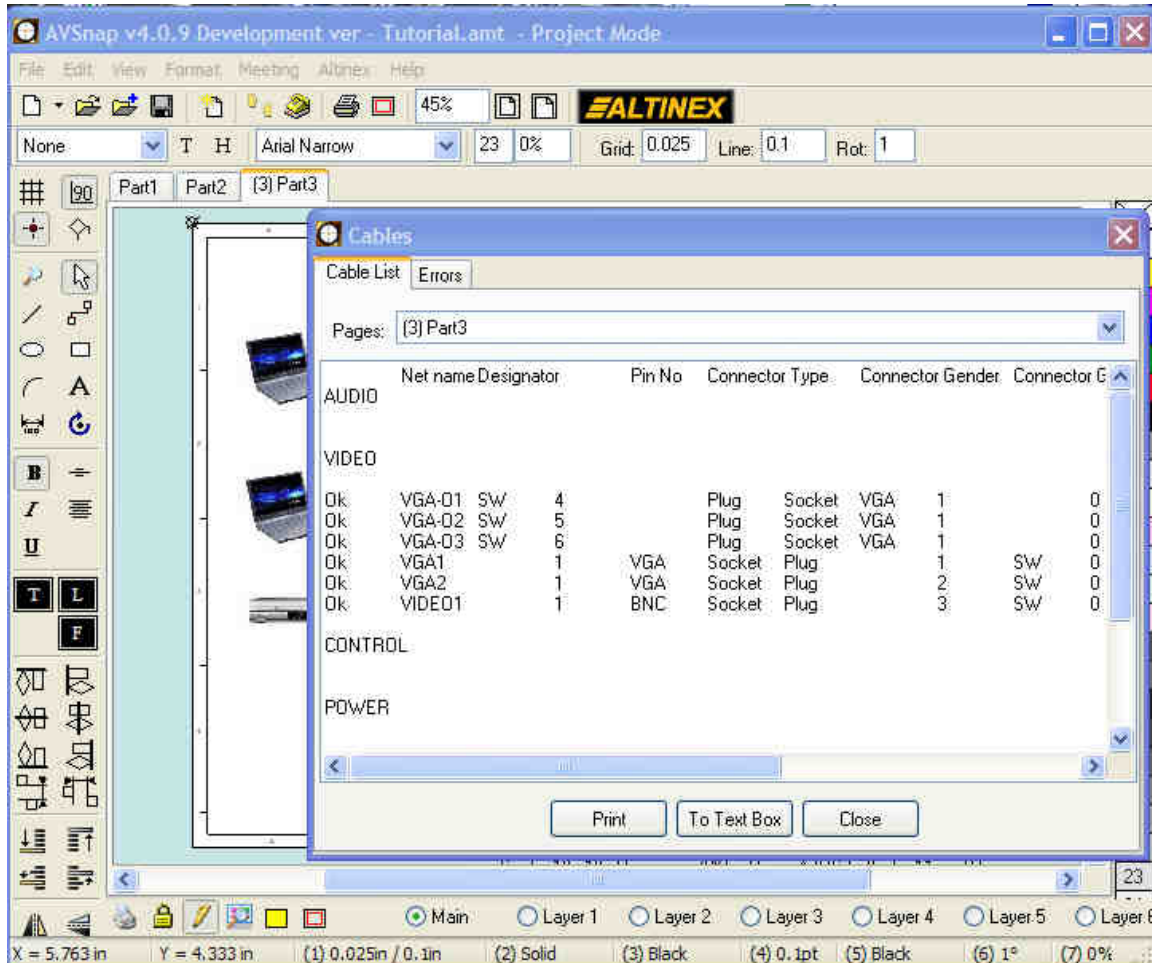 AVSnap v4.0.9 Development ver - Tutorial.amt - Project Mode
File Edit View Format Meeting Altinex Help
45% ALTINEX
None T H Arial Narrow 23 0% Grid: 0.025 Line: 0.1 Rot: 1
90 Part1 Part2 (3) Part3
Cables
Cable List Errors
Pages: (3) Part3
Net name Designator Pin No Connector Type Connector Gender Connector G
AUDIO
VIDEO
Ok VGA-01 SW 4 Plug Socket VGA 1 0
Ok VGA-02 SW 5 Plug Socket VGA 1 0
Ok VGA-03 SW 6 Plug Socket VGA 1 0
Ok VGA1 1 VGA Socket Plug 1 SW 0
Ok VGA2 1 VGA Socket Plug 2 SW 0
Ok VIDEO1 1 BNC Socket Plug 3 SW 0
CONTROL
POWER
Print To Text Box Close
A
B
I
U
T L
F
23
Main Layer 1 Layer 2 Layer 3 Layer 4 Layer 5 Layer 6
X = 5.763 in Y = 4.333 in (1) 0.025in / 0.1in (2) Solid (3) Black (4) 0.1pt (5) Black (6) 1° (7) 0%